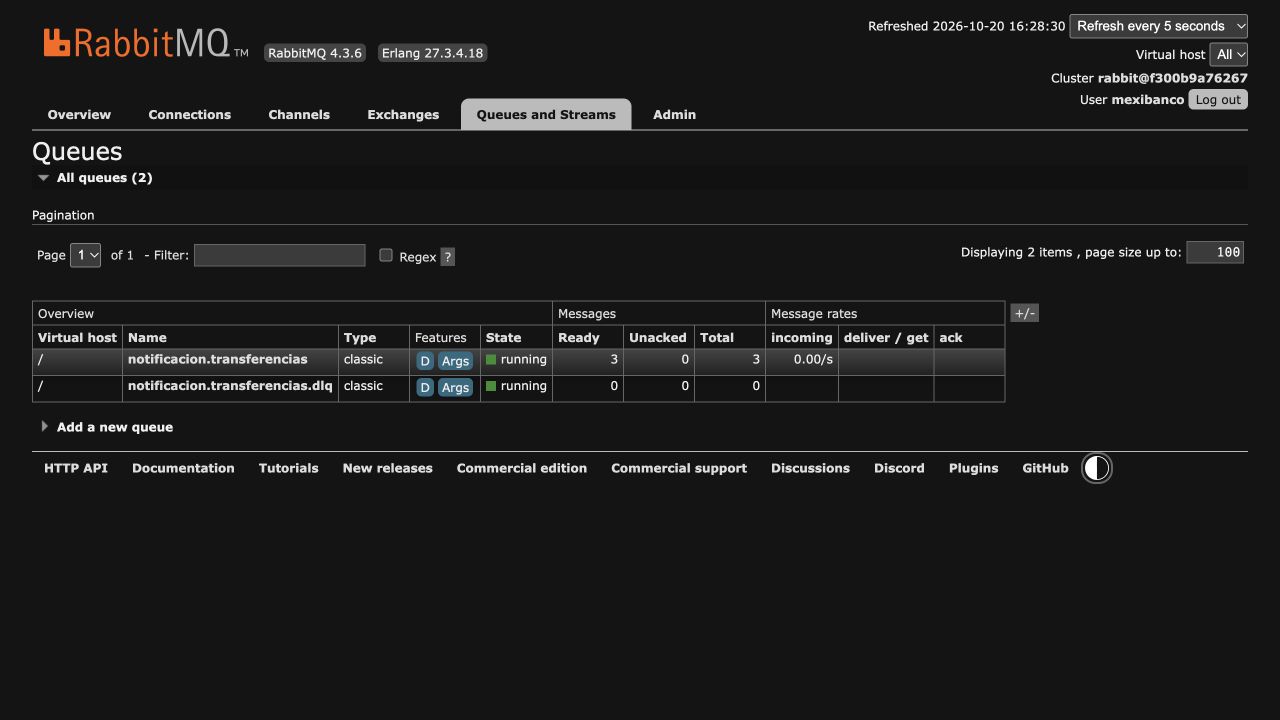 Refreshed 2026-10-20 16:28:30 Refresh every 5 seconds
RabbitMQ TM RabbitMQ 4.3.6 Erlang 27.3.4.18
Virtual host All
Cluster rabbit@f300b9a76267
User mexibanco Log out
Overview Connections Channels Exchanges Queues and Streams Admin
Queues
All queues (2)
Pagination
Page 1 of 1 - Filter: Regex ? Displaying 2 items , page size up to: 100
Overview Messages Message rates +/-
Virtual host Name Type Features State Ready Unacked Total incoming deliver / get ack
/ notificacion.transferencias classic D Args running 3 0 3 0.00/s
/ notificacion.transferencias.dlq classic D Args running 0 0 0
Add a new queue
HTTP API Documentation Tutorials New releases Commercial edition Commercial support Discussions Discord Plugins GitHub